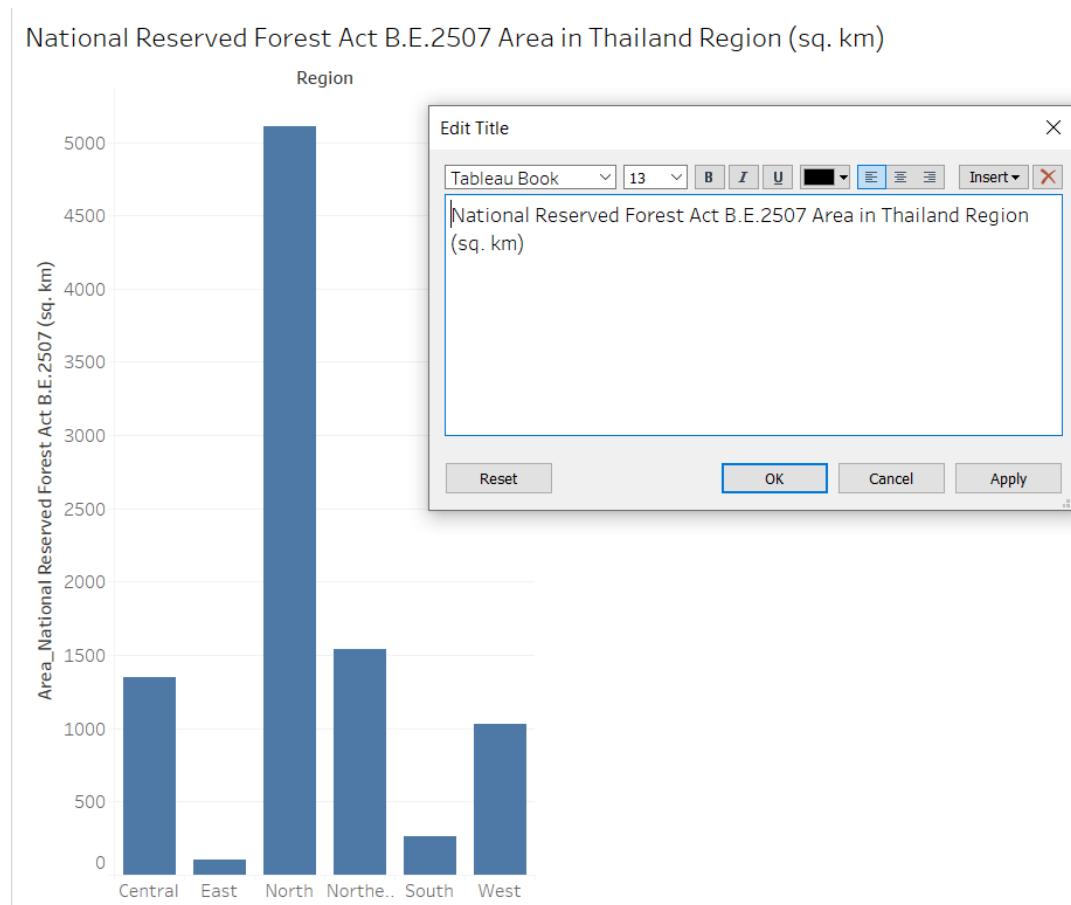 National Reserved Forest Act B.E.2507 Area in Thailand Region (sq. km)
Region
Edit Title
Tableau Book 13 B I U Insert
National Reserved Forest Act B.E.2507 Area in Thailand Region
(sq. km)
Reset OK Cancel Apply
Area_National Reserved Forest Act B.E.2507 (sq. km)
5000
4500
4000
3500
3000
2500
2000
1500
1000
500
0
Central East North Northe.. South West